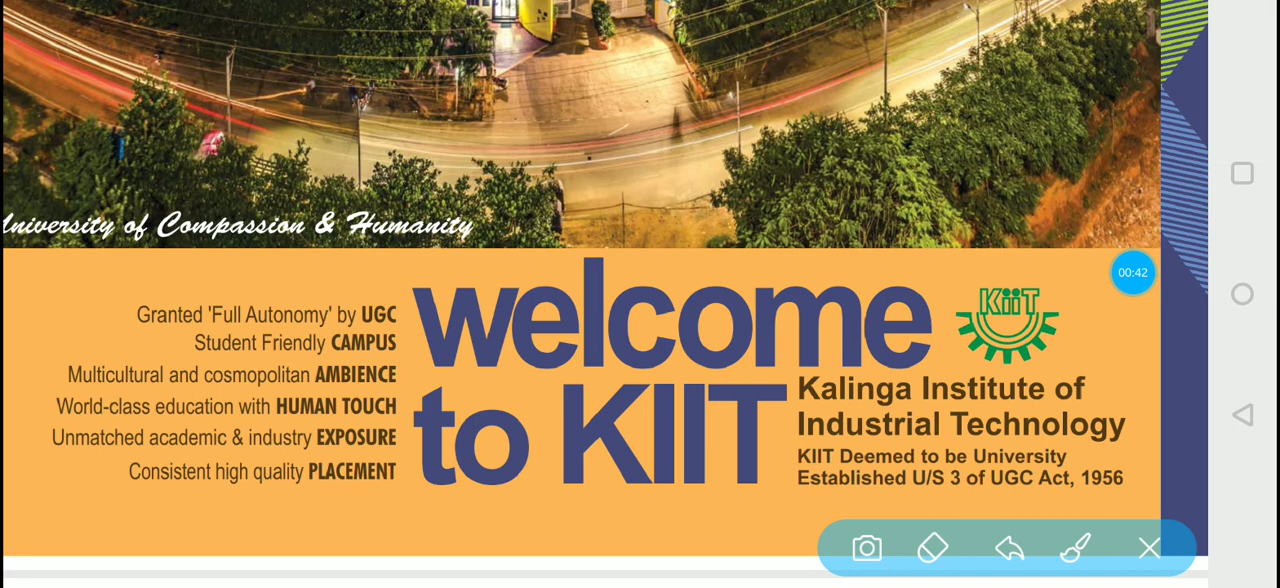 University of Compassion & Humanity
00:42
Granted 'Full Autonomy' by UGC
Student Friendly CAMPUS
Multicultural and cosmopolitan AMBIENCE
World-class education with HUMAN TOUCH
Unmatched academic & industry EXPOSURE
Consistent high quality PLACEMENT
welcome
to KIIT
KiiT
Kalinga Institute of
Industrial Technology
KIIT Deemed to be University
Established U/S 3 of UGC Act, 1956